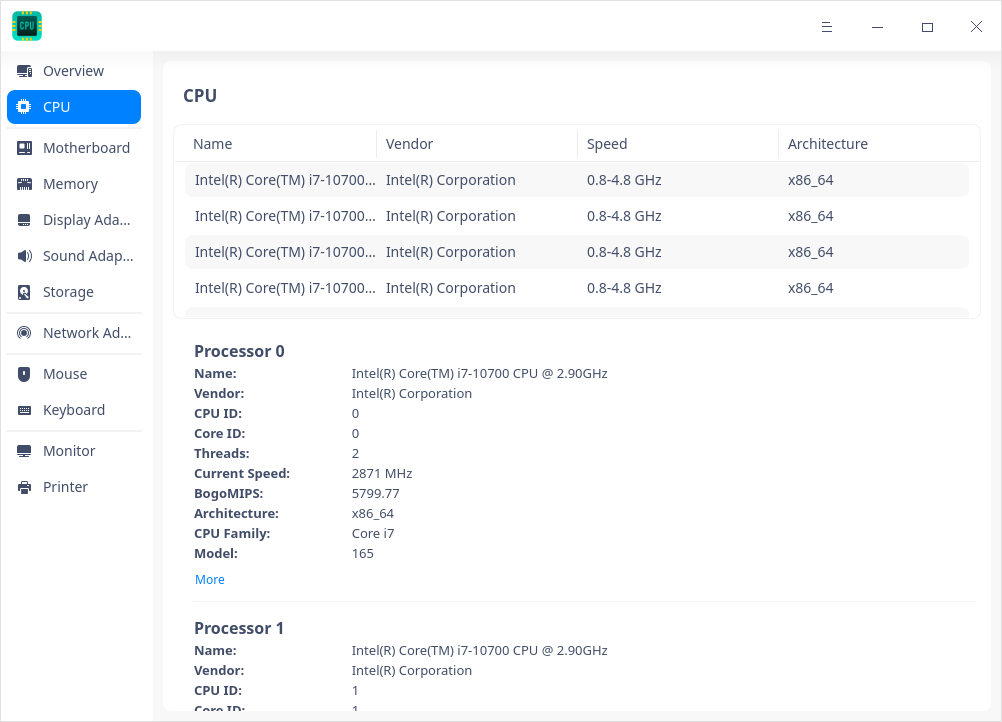 CPU
Overview
CPU
Motherboard
Memory
Display Ada...
Sound Adap...
Storage
Network Ad...
Mouse
Keyboard
Monitor
Printer
CPU
Name Vendor Speed Architecture
Intel(R) Core(TM) i7-10700... Intel(R) Corporation 0.8-4.8 GHz x86_64
Intel(R) Core(TM) i7-10700... Intel(R) Corporation 0.8-4.8 GHz x86_64
Intel(R) Core(TM) i7-10700... Intel(R) Corporation 0.8-4.8 GHz x86_64
Intel(R) Core(TM) i7-10700... Intel(R) Corporation 0.8-4.8 GHz x86_64
Processor 0
Name: Intel(R) Core(TM) i7-10700 CPU @ 2.90GHz
Vendor: Intel(R) Corporation
CPU ID: 0
Core ID: 0
Threads: 2
Current Speed: 2871 MHz
BogoMIPS: 5799.77
Architecture: x86_64
CPU Family: Core i7
Model: 165
More
Processor 1
Name: Intel(R) Core(TM) i7-10700 CPU @ 2.90GHz
Vendor: Intel(R) Corporation
CPU ID: 1
Core ID: 1